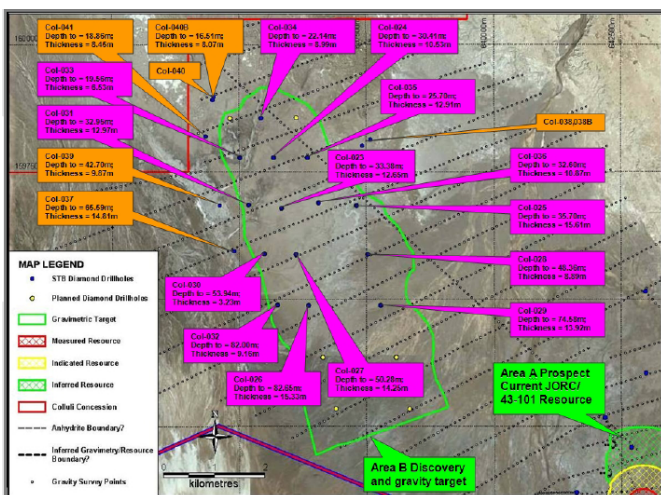 Col-041
Depth to = 18.86m;
Thickness = 8.45m
Col-040B
Depth to = 16.51m;
Thickness = 8.07m
Col-034
Depth to = 22.14m;
Thickness = 8.99m
Col-024
Depth to = 30.41m;
Thickness = 10.83m
Col-040
Col-033
Depth to = 19.56m;
Thickness = 8.53m
Col-035
Depth to = 25.70m;
Thickness = 12.91m
Col-031
Depth to = 32.95m;
Thickness = 12.97m
Col-038,038B
Col-039
Depth to = 42.70m;
Thickness = 9.87m
Col-023
Depth to = 33.38m;
Thickness = 12.65m
Col-036
Depth to = 32.60m;
Thickness = 10.87m
Col-037
Depth to = 65.59m;
Thickness = 14.81m
Col-025
Depth to = 35.70m;
Thickness = 15.61m
Col-030
Depth to = 53.94m;
Thickness = 3.23m
Col-028
Depth to = 48.36m;
Thickness = 8.89m
Col-032
Depth to = 82.00m;
Thickness = 9.16m
Col-029
Depth to = 74.58m;
Thickness = 13.92m
Col-026
Depth to = 82.65m;
Thickness = 15.33m
Col-027
Depth to = 50.28m;
Thickness = 14.25m
MAP LEGEND
STB Diamond Drillholes
Planned Diamond Drillholes
Gravimetric Target
Measured Resource
Indicated Resource
Inferred Resource
Colluli Concession
Anhydrite Boundary?
Inferred Gravimetry/Resource
Boundary?
Gravity Survey Points
Area A Prospect
Current JORC/
43-101 Resource
Area B Discovery
and gravity target
0
2
kilometres